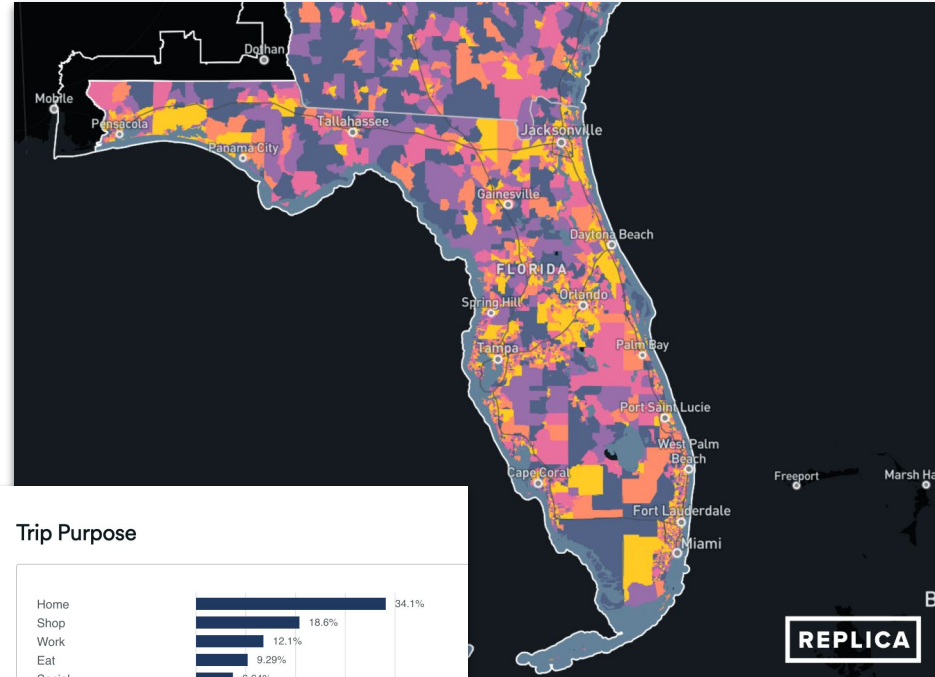 Dothan
Mobile
Pensacola
Tallahassee
Jacksonville
Panama City
Gainesville
Daytona Beach
FLORIDA
Spring Hill
Orlando
Tampa
Palm Bay
Port Saint Lucie
West Palm
Beach
Cape Coral
Freeport
Marsh Ha
Fort Lauderdale
Miami
B
REPLICA
Trip Purpose
Home 34.1%
Shop 18.6%
Work 12.1%
Eat 9.29%